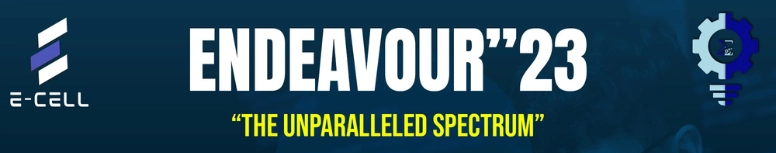 ENDEAVOUR”23
E-CELL
“THE UNPARALLELED SPECTRUM”